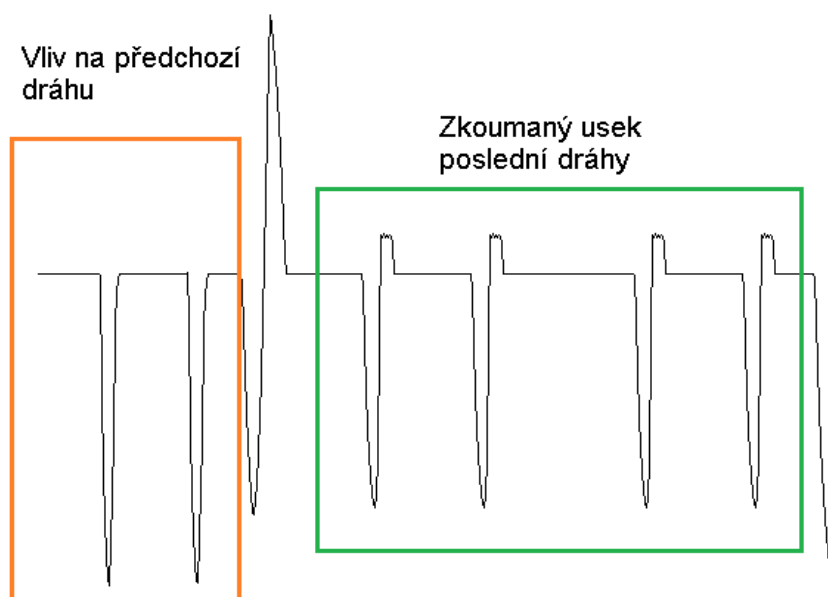 Vliv na předchozí
dráhu
Zkoumaný usek
poslední dráhy